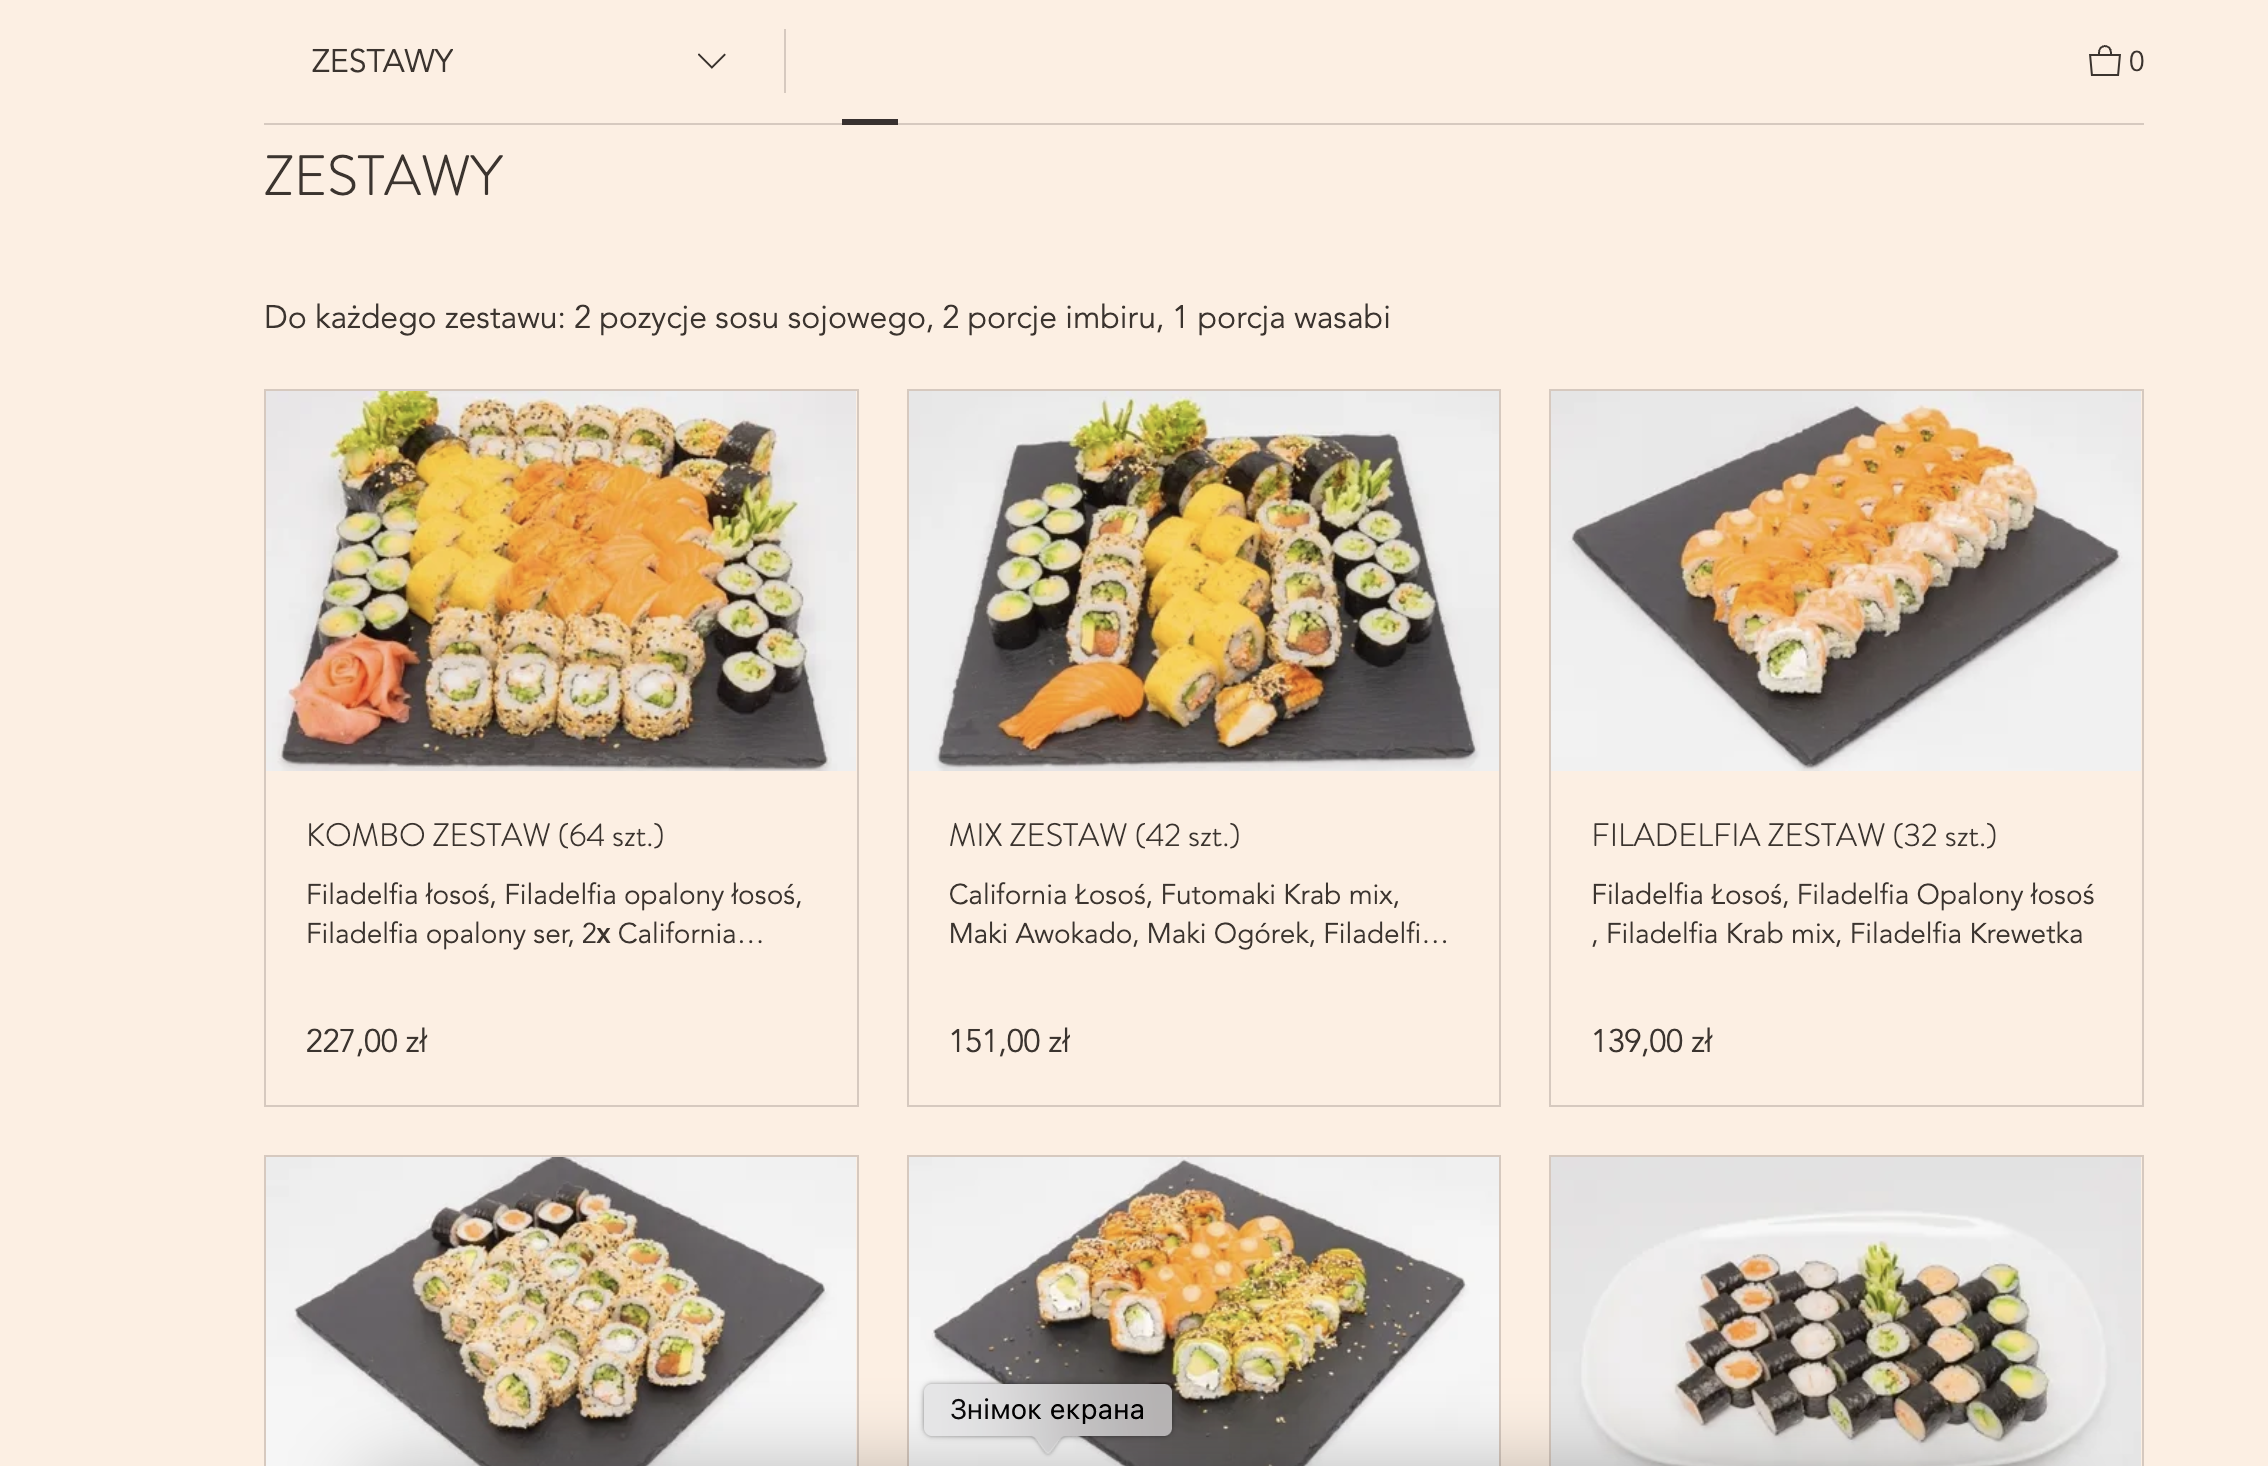 ZESTAWY
0
ZESTAWY
Do każdego zestawu: 2 pozycje sosu sojowego, 2 porcje imbiru, 1 porcja wasabi
KOMBO ZESTAW (64 szt.)
Filadelfia łosoś, Filadelfia opalony łosoś,
Filadelfia opalony ser, 2x California…
227,00 zł
MIX ZESTAW (42 szt.)
California Łosoś, Futomaki Krab mix,
Maki Awokado, Maki Ogórek, Filadelfi…
151,00 zł
FILADELFIA ZESTAW (32 szt.)
Filadelfia Łosoś, Filadelfia Opalony łosoś
, Filadelfia Krab mix, Filadelfia Krewetka
139,00 zł
Знімок екрана